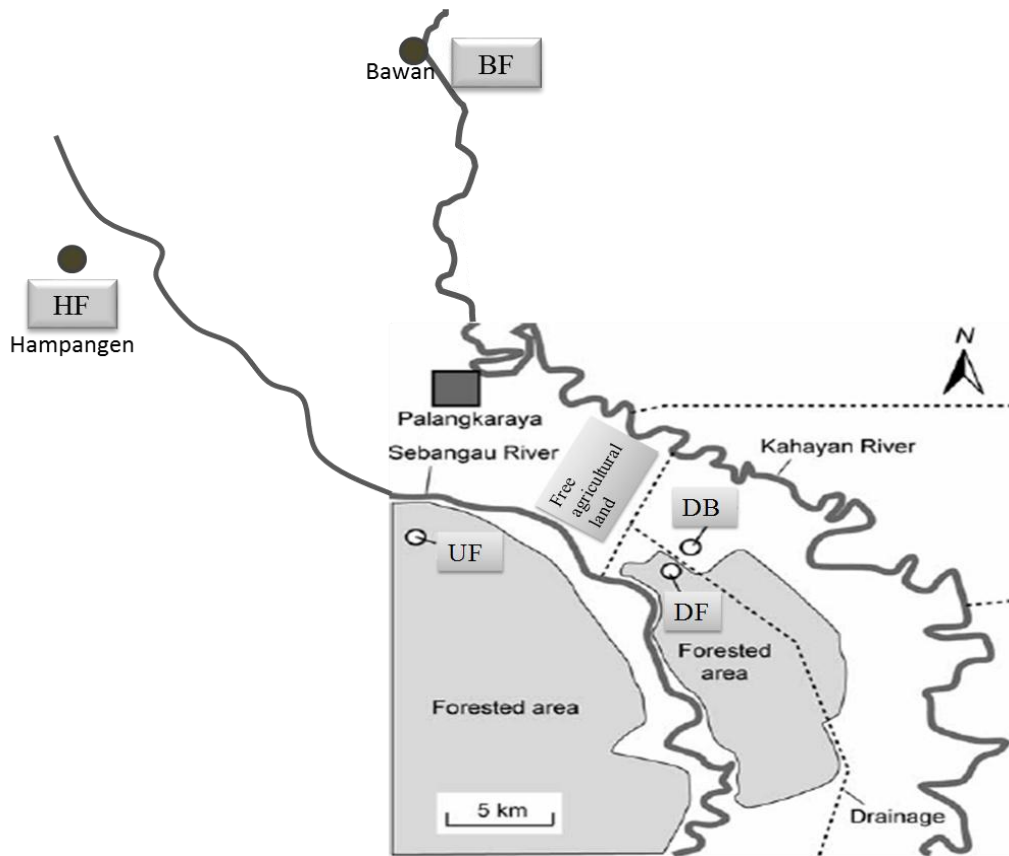 Bawan
BF
HF
Hampangen
N
Palangkaraya
Sebangau River
Kahayan River
Free
agricultural
land
DB
UF
DF
Forested
area
Forested area
5 km
Drainage